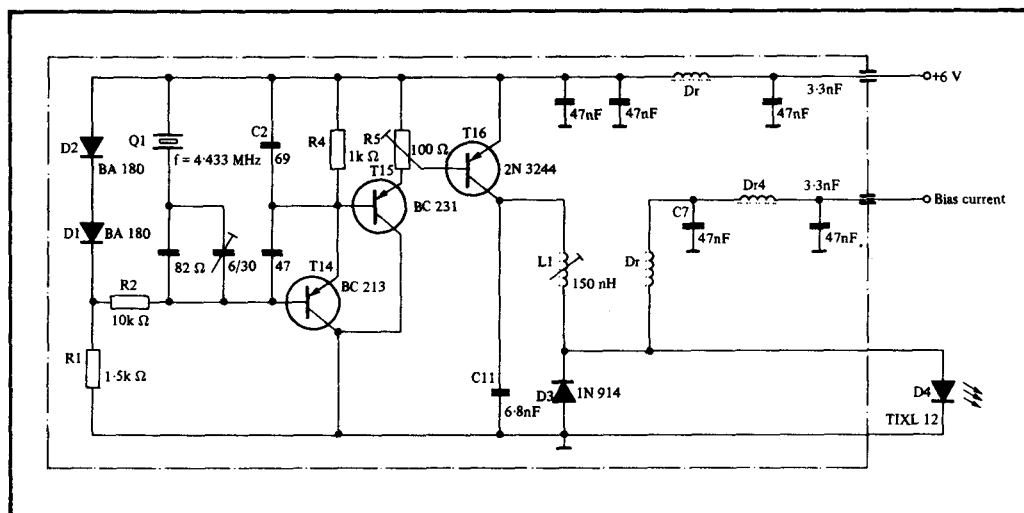 +6 V
Dr
3·3nF
47nF
47nF
47nF
Q1
C2
R4
R5
T16
D2
BA 180
f = 4·433 MHz
69
1k Ω
100 Ω
T15
2N 3244
Dr4
3·3nF
Bias current
BC 231
C7
47nF
47nF
D1
BA 180
82 Ω
6/30
47
T14
L1
Dr
150 nH
BC 213
R2
10k Ω
R1
1·5k Ω
C11
6·8nF
D3
1N 914
D4
TIXL 12